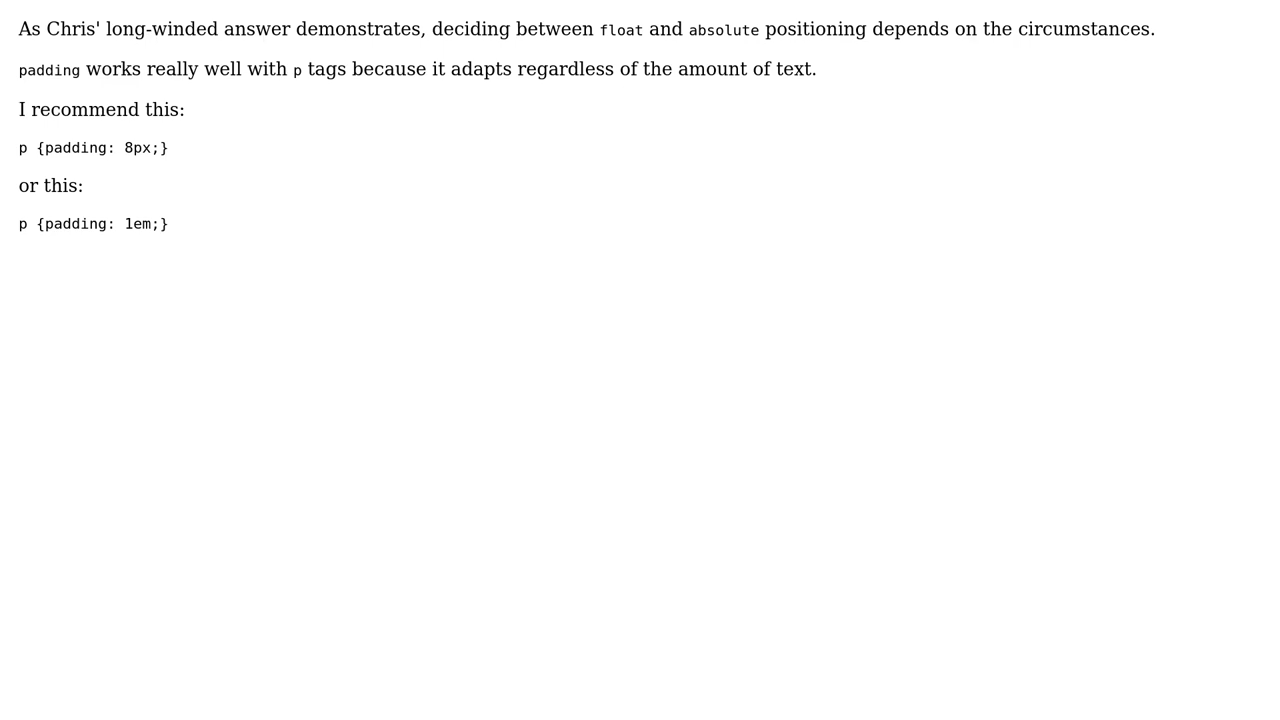 As Chris' long-winded answer demonstrates, deciding between float and absolute positioning depends on the circumstances.
padding works really well with p tags because it adapts regardless of the amount of text.
I recommend this:
p {padding: 8px;}
or this:
p {padding: 1em;}